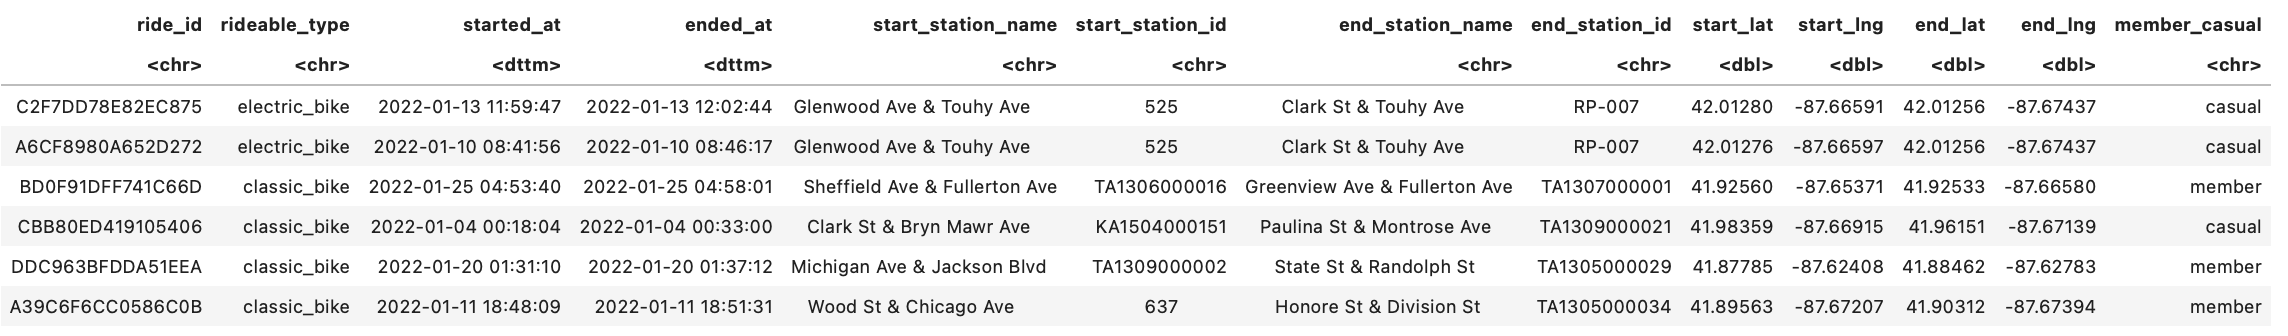 ride_id rideable_type started_at ended_at start_station_name start_station_id end_station_name end_station_id start_lat start_lng end_lat end_lng member_casual
<chr> <chr> <dttm> <dttm> <chr> <chr> <chr> <chr> <dbl> <dbl> <dbl> <dbl> <chr>
C2F7DD78E82EC875 electric_bike 2022-01-13 11:59:47 2022-01-13 12:02:44 Glenwood Ave & Touhy Ave 525 Clark St & Touhy Ave RP-007 42.01280 -87.66591 42.01256 -87.67437 casual
A6CF8980A652D272 electric_bike 2022-01-10 08:41:56 2022-01-10 08:46:17 Glenwood Ave & Touhy Ave 525 Clark St & Touhy Ave RP-007 42.01276 -87.66597 42.01256 -87.67437 casual
BD0F91DFF741C66D classic_bike 2022-01-25 04:53:40 2022-01-25 04:58:01 Sheffield Ave & Fullerton Ave TA1306000016 Greenview Ave & Fullerton Ave TA1307000001 41.92560 -87.65371 41.92533 -87.66580 member
CBB80ED419105406 classic_bike 2022-01-04 00:18:04 2022-01-04 00:33:00 Clark St & Bryn Mawr Ave KA1504000151 Paulina St & Montrose Ave TA1309000021 41.98359 -87.66915 41.96151 -87.67139 casual
DDC963BFDDA51EEA classic_bike 2022-01-20 01:31:10 2022-01-20 01:37:12 Michigan Ave & Jackson Blvd TA1309000002 State St & Randolph St TA1305000029 41.87785 -87.62408 41.88462 -87.62783 member
A39C6F6CC0586C0B classic_bike 2022-01-11 18:48:09 2022-01-11 18:51:31 Wood St & Chicago Ave 637 Honore St & Division St TA1305000034 41.89563 -87.67207 41.90312 -87.67394 member